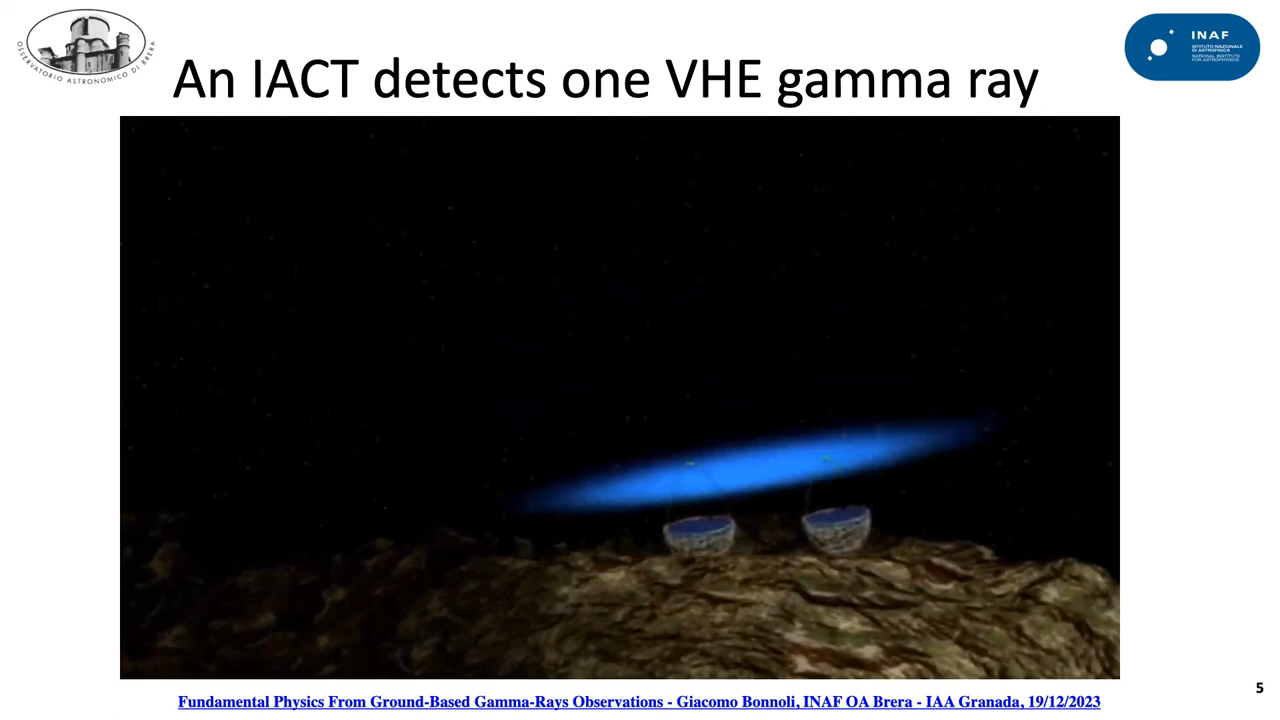 OSSERVATORIO ASTRONOMICO DI BRERA
INAF
ISTITUTO NAZIONALE
DI ASTROFISICA
NATIONAL INSTITUTE
FOR ASTROPHYSICS
An IACT detects one VHE gamma ray
Fundamental Physics From Ground-Based Gamma-Rays Observations - Giacomo Bonnoli, INAF OA Brera - IAA Granada, 19/12/2023
5